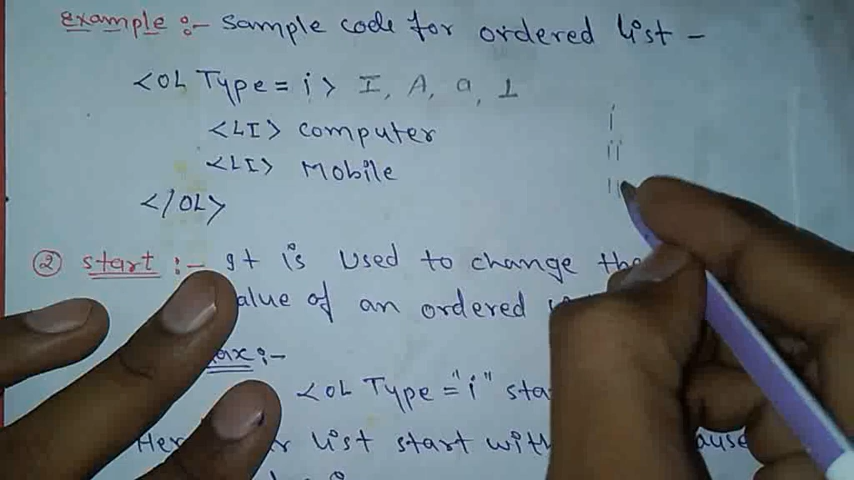 example :- Sample code for ordered list -
<OL Type = i> I, A, a, 1
<LI> computer
i
<LI> Mobile
ii
</OL>
② start :- It is used to change the
value of an ordered
:-
<OL Type = "i"
list start with